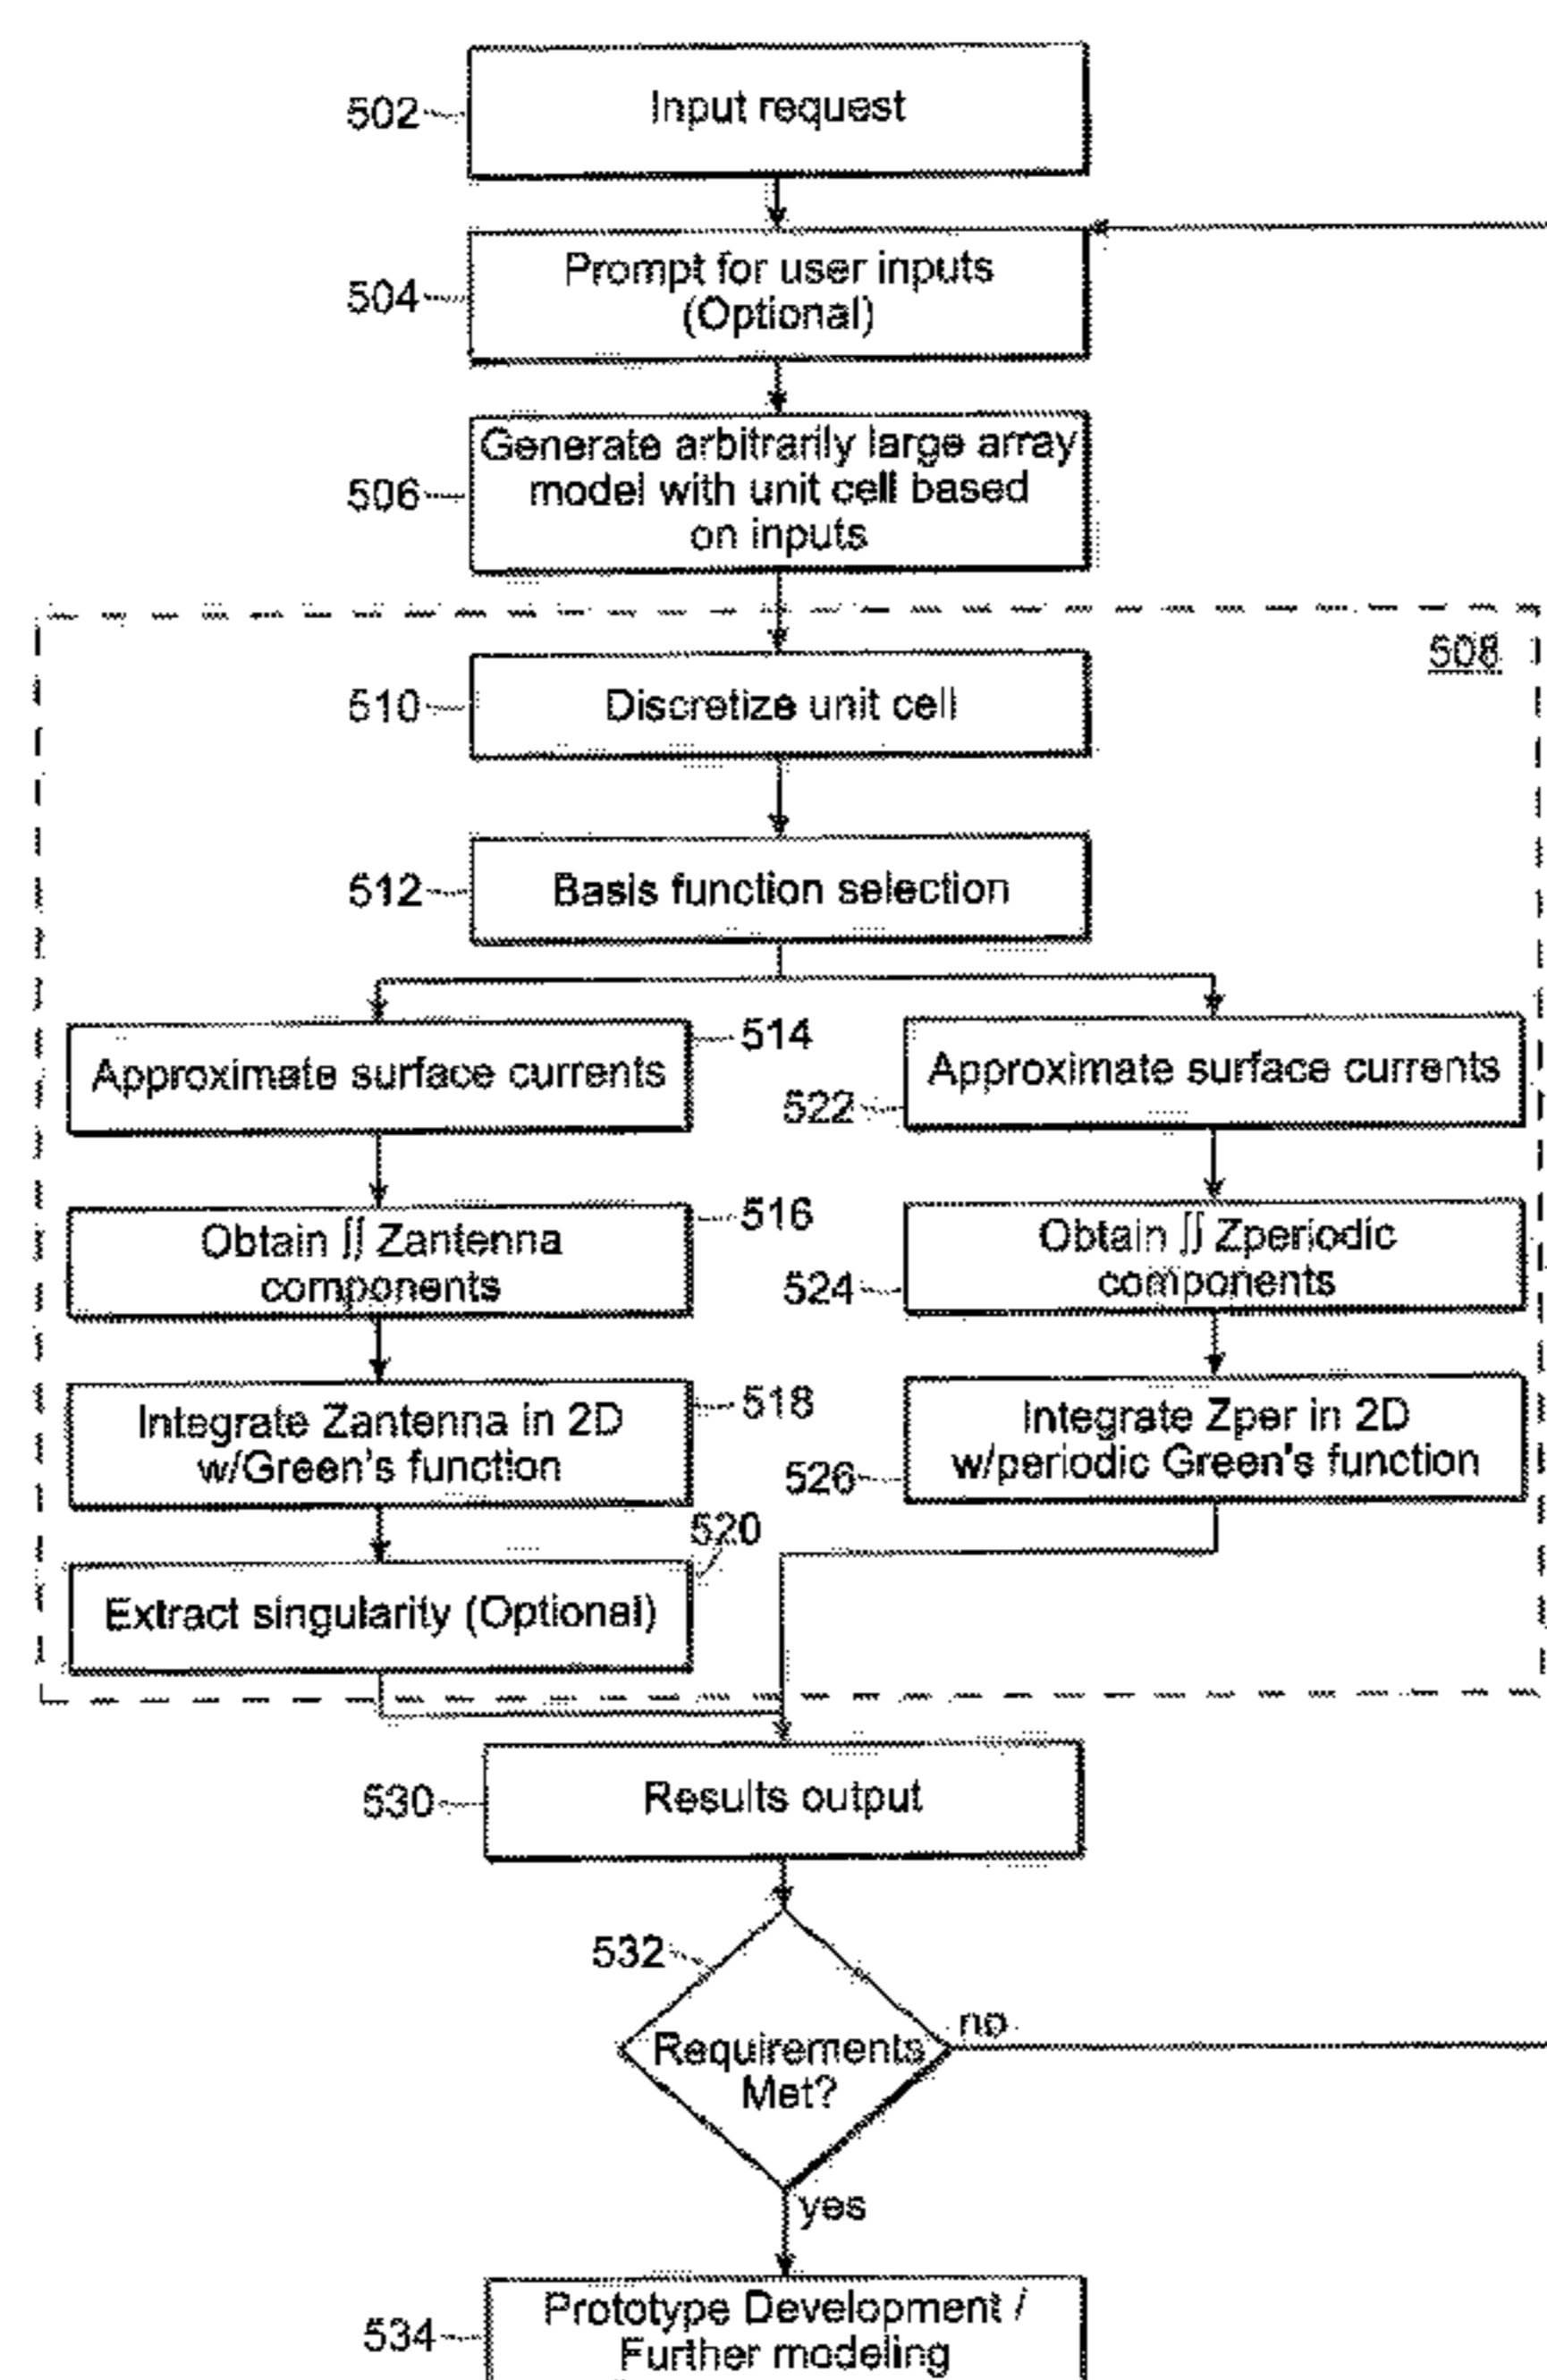 502
Input request
504
Prompt for user inputs
(Optional)
506
Generate arbitrarily large array
model with unit cell based
on inputs
508
510
Discretize unit cell
512
Basis function selection
514
Approximate surface currents
522
Approximate surface currents
516
Obtain ∬ Zantenna
components
524
Obtain ∬ Zperiodic
components
518
Integrate Zantenna in 2D
w/Green's function
526
Integrate Zper in 2D
w/periodic Green's function
520
Extract singularity (Optional)
530
Results output
532
Requirements
Met?
no
yes
534
Prototype Development /
Further modeling